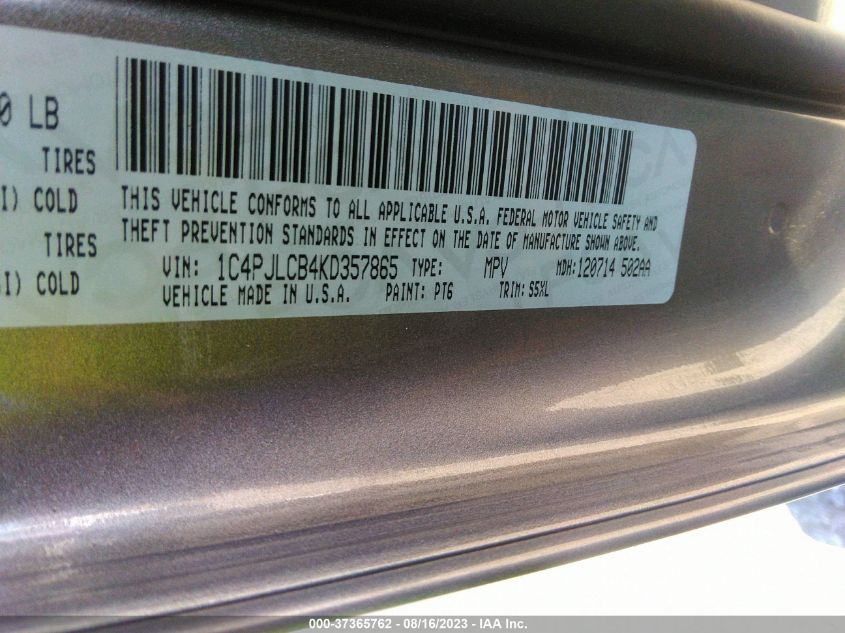 0 LB
TIRES
I) COLD
TIRES
SI) COLD
THIS VEHICLE CONFORMS TO ALL APPLICABLE U.S.A. FEDERAL MOTOR VEHICLE SAFETY AND
THEFT PREVENTION STANDARDS IN EFFECT ON THE DATE OF MANUFACTURE SHOWN ABOVE.
VIN: 1C4PJLCB4KD357865 TYPE: MPV MDH: 120714 502AA
VEHICLE MADE IN U.S.A. PAINT: PT6 TRIM: S5XL
000-37365762 - 08/16/2023 - IAA Inc.